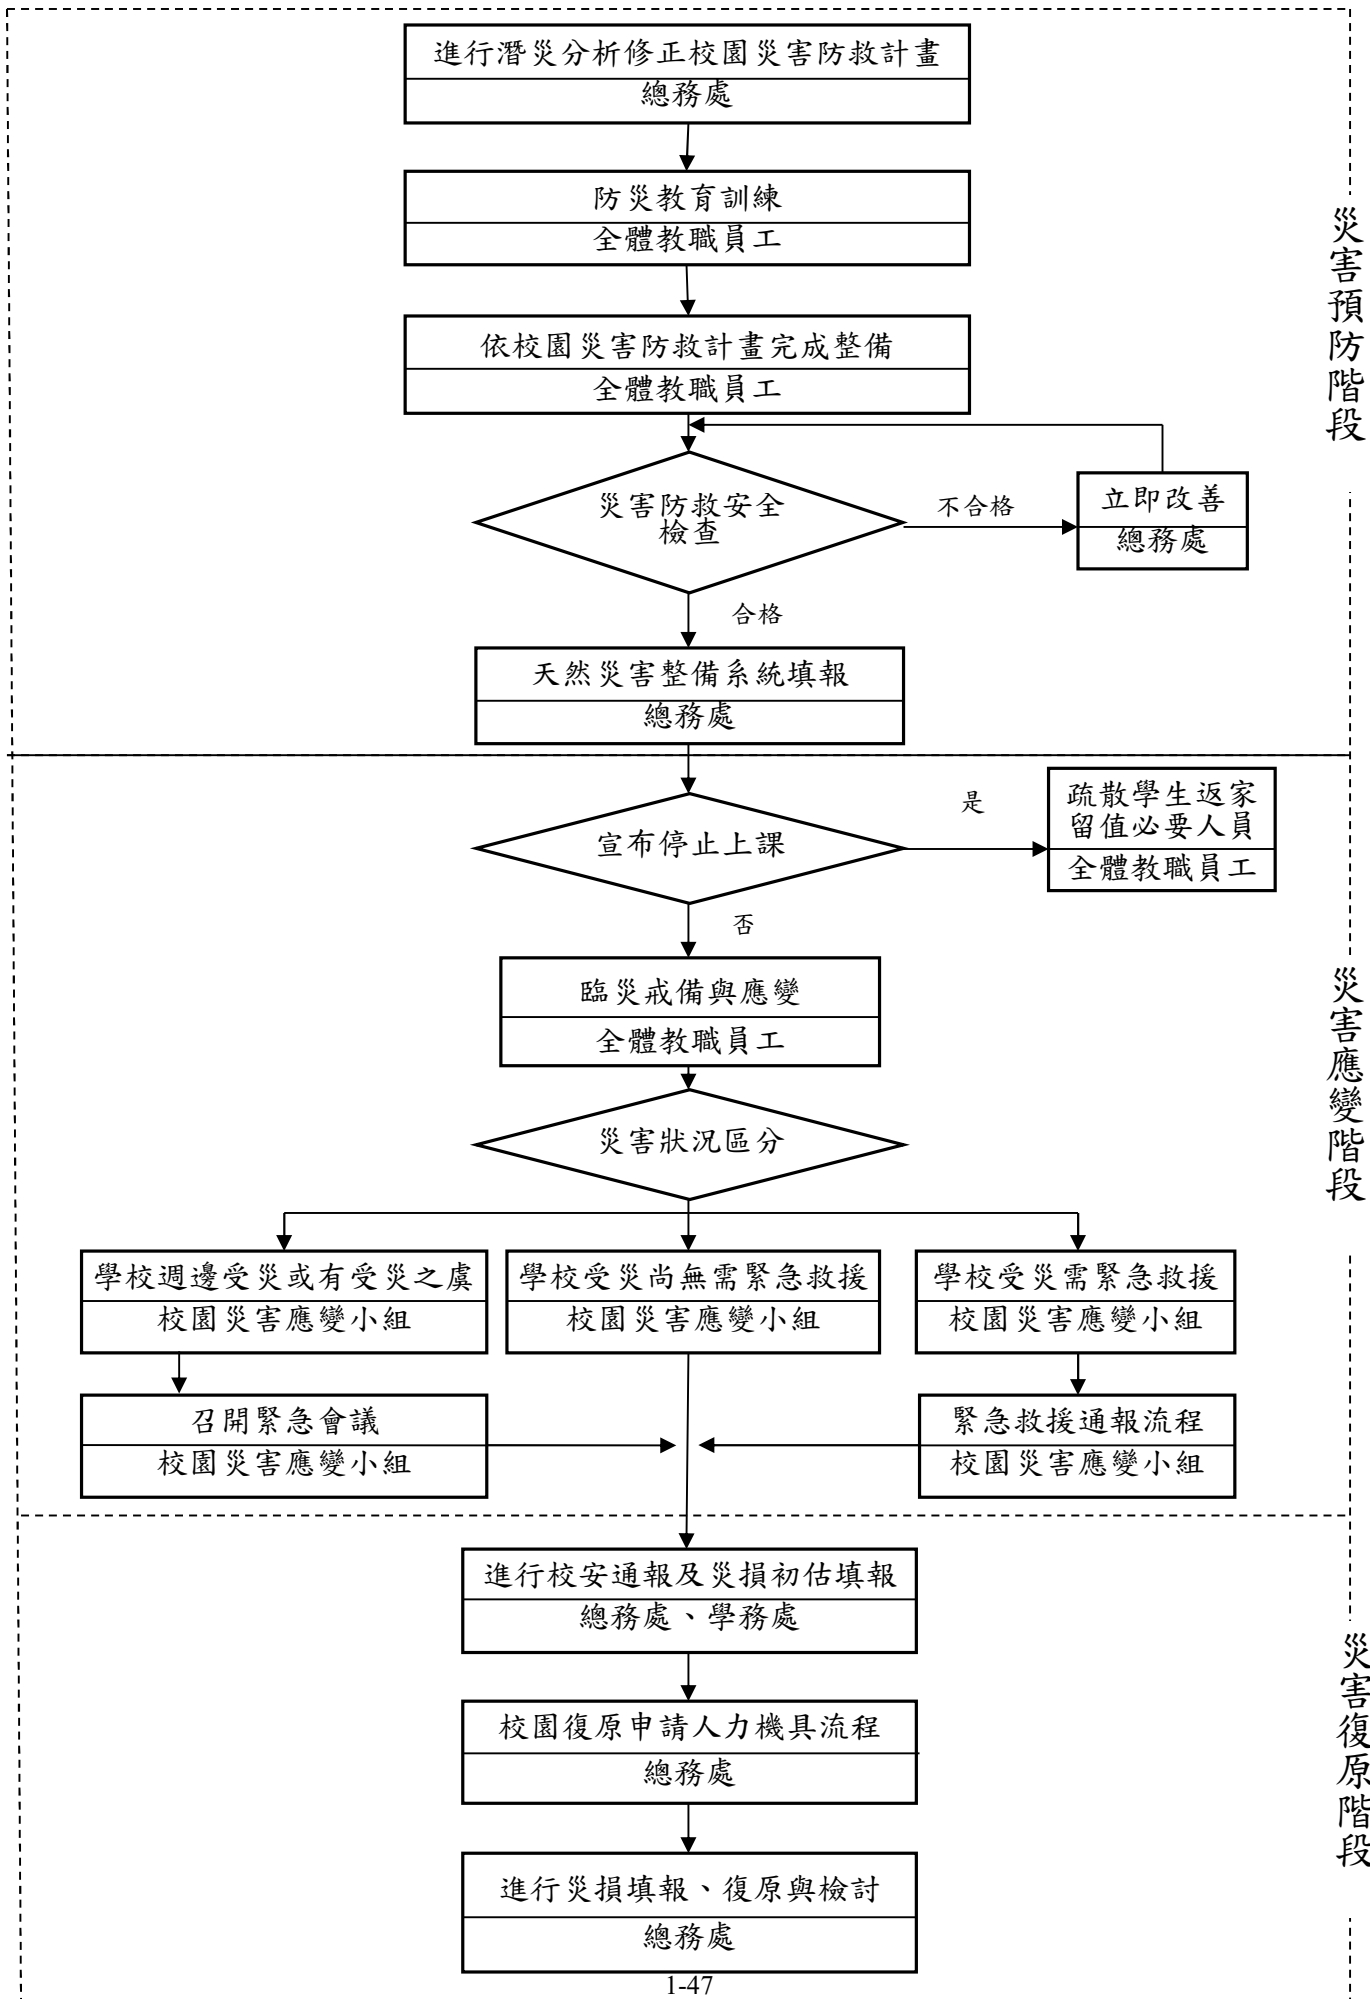 進行潛災分析修正校園災害防救計畫
總務處
防災教育訓練
全體教職員工
依校園災害防救計畫完成整備
全體教職員工
災害防救安全
檢查
不合格
立即改善
總務處
合格
天然災害整備系統填報
總務處
災害預防階段
宣布停止上課
是
疏散學生返家
留值必要人員
全體教職員工
否
臨災戒備與應變
全體教職員工
災害狀況區分
學校週邊受災或有受災之虞
校園災害應變小組
學校受災尚無需緊急救援
校園災害應變小組
學校受災需緊急救援
校園災害應變小組
召開緊急會議
校園災害應變小組
緊急救援通報流程
校園災害應變小組
災害應變階段
進行校安通報及災損初估填報
總務處、學務處
校園復原申請人力機具流程
總務處
進行災損填報、復原與檢討
總務處
災害復原階段
1-47